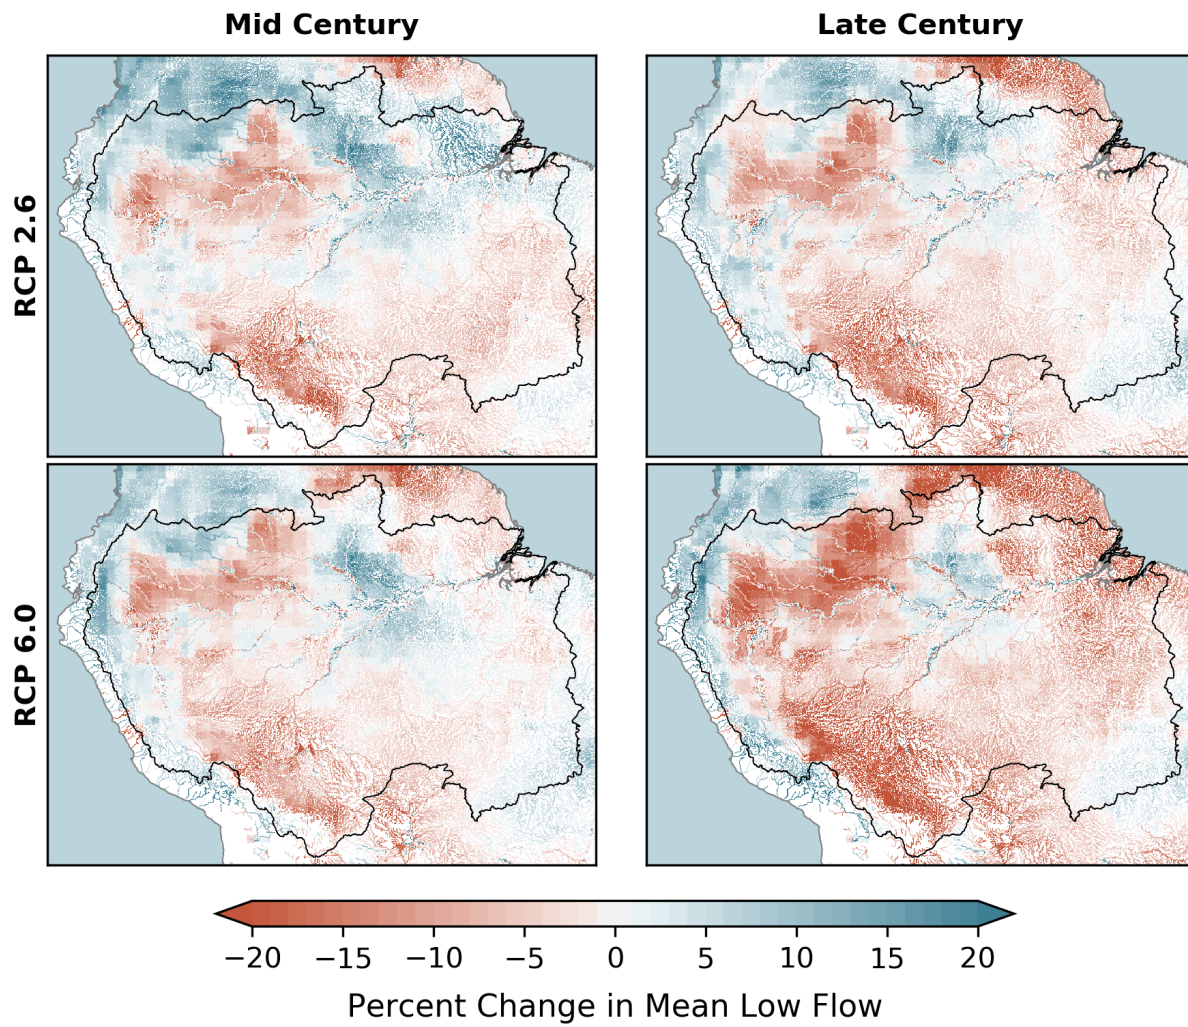 Mid Century
Late Century
RCP 2.6
RCP 6.0
−20 −15 −10 −5 0 5 10 15 20
Percent Change in Mean Low Flow